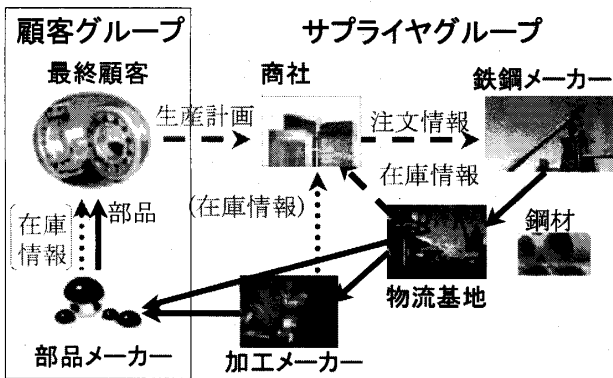 顧客グループ
サプライヤグループ
最終顧客
商社
鉄鋼メーカー
生産計画
注文情報
在庫情報
(在庫情報)
部品
〔在庫
情報〕
鋼材
物流基地
部品メーカー
加工メーカー